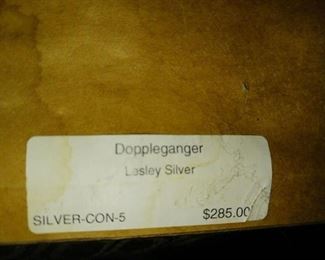 Doppleganger
Lesley Silver
SILVER-CON-5 $285.00